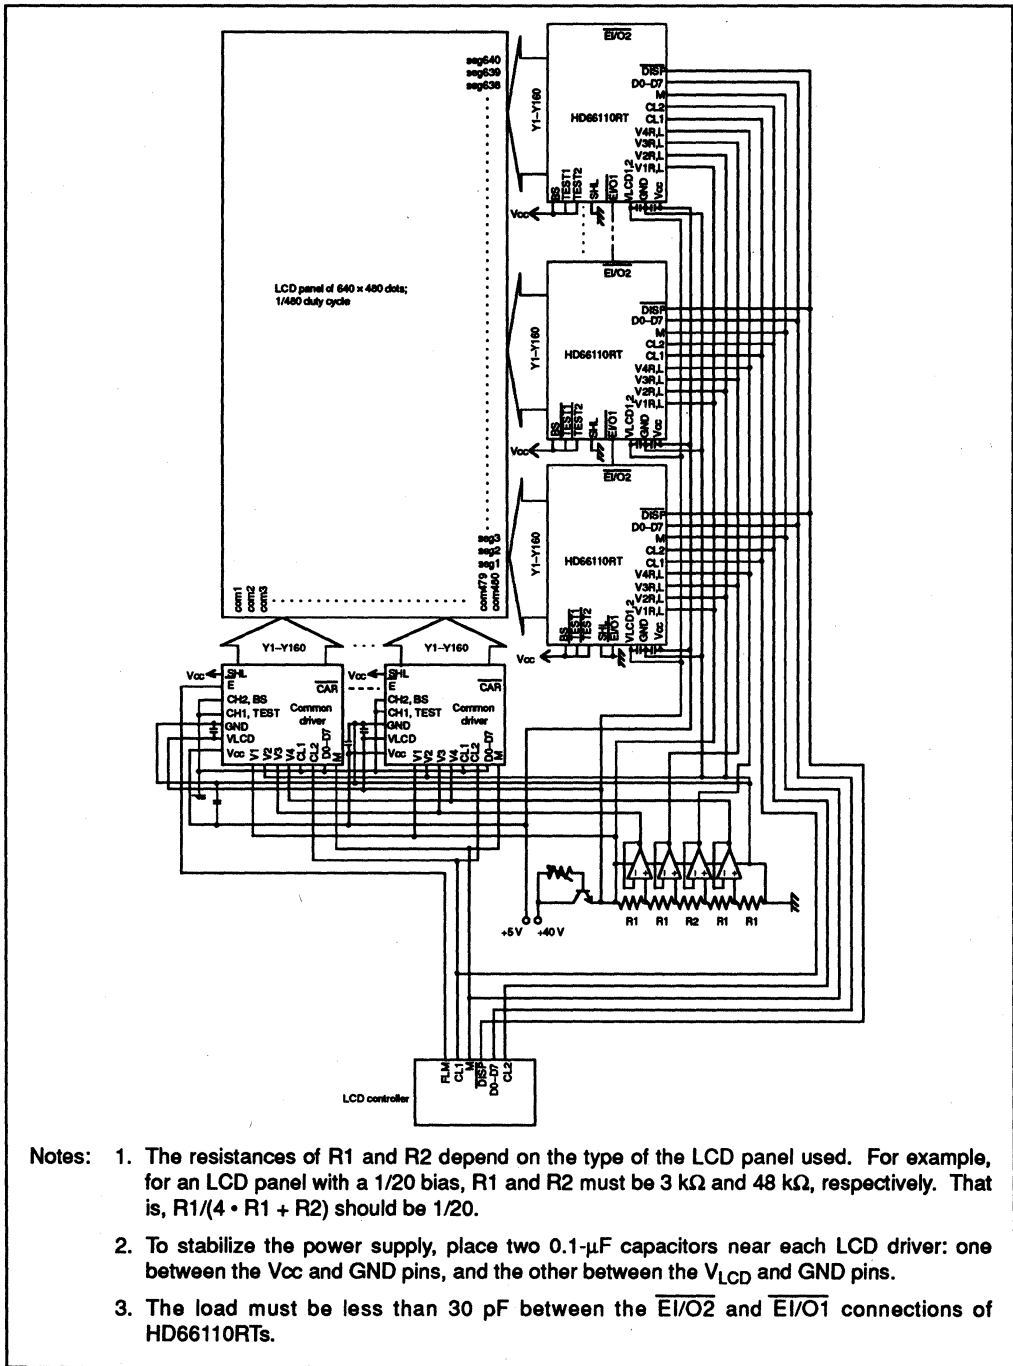 EI/O2
seg640
seg639
seg638
Y1–Y160
HD66110RT
DISP
D0–D7
M
CL2
CL1
V4R,L
V3R,L
V2R,L
V1R,L
BS
TEST1
TEST2
SHL
EI/O1
VLCD1,2
GND
Vcc
Vcc
LCD panel of 640 × 480 dots;
1/480 duty cycle
EI/O2
Y1–Y160
HD66110RT
DISP
D0–D7
M
CL2
CL1
V4R,L
V3R,L
V2R,L
V1R,L
BS
TEST1
TEST2
SHL
EI/O1
VLCD1,2
GND
Vcc
Vcc
EI/O2
seg3
seg2
seg1
Y1–Y160
HD66110RT
DISP
D0–D7
M
CL2
CL1
V4R,L
V3R,L
V2R,L
V1R,L
BS
TEST1
TEST2
SHL
EI/O1
VLCD1,2
GND
Vcc
Vcc
com1
com2
com3
com479
com480
Y1–Y160
Y1–Y160
Vcc
SHL
E
CAR
CH2, BS
CH1, TEST
Common
driver
GND
VLCD
Vcc
V1
V2
V3
V4
CL1
CL2
D0–D7
M
Vcc
SHL
E
CAR
CH2, BS
CH1, TEST
Common
driver
GND
VLCD
Vcc
V1
V2
V3
V4
CL1
CL2
D0–D7
M
– +
– +
– +
– +
R1 R1 R2 R1 R1
+5 V +40 V
FLM
CL1
M
DISP
D0–D7
CL2
LCD controller
Notes: 1. The resistances of R1 and R2 depend on the type of the LCD panel used. For example,
for an LCD panel with a 1/20 bias, R1 and R2 must be 3 kΩ and 48 kΩ, respectively. That
is, R1/(4 • R1 + R2) should be 1/20.
2. To stabilize the power supply, place two 0.1-μF capacitors near each LCD driver: one
between the Vcc and GND pins, and the other between the VLCD and GND pins.
3. The load must be less than 30 pF between the EI/O2 and EI/O1 connections of
HD66110RTs.